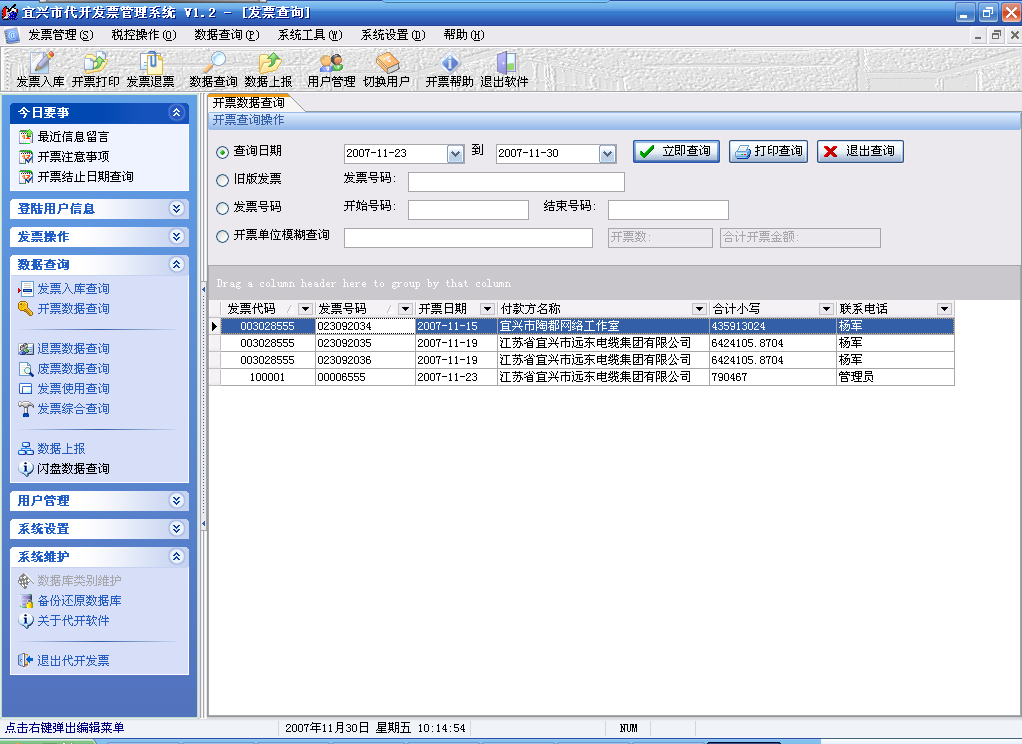 宜兴市代开发票管理系统 V1.2 - [发票查询]
发票管理(S) 税控操作(O) 数据查询(P) 系统工具(W) 系统设置(D) 帮助(H)
发票入库 开票打印 发票退票 数据查询 数据上报 用户管理 切换用户 开票帮助 退出软件
今日要事
最近信息留言
开票注意事项
开票结止日期查询
登陆用户信息
发票操作
数据查询
发票入库查询
开票数据查询
退票数据查询
废票数据查询
发票使用查询
发票综合查询
数据上报
闪盘数据查询
用户管理
系统设置
系统维护
数据库类别维护
备份还原数据库
关于代开软件
退出代开发票
开票数据查询
开票查询操作
查询日期 2007-11-23 到 2007-11-30 立即查询 打印查询 退出查询
旧版发票 发票号码:
发票号码 开始号码: 结束号码:
开票单位模糊查询 开票数: 合计开票金额:
Drag a column header here to group by that column
发票代码 发票号码 开票日期 付款方名称 合计小写 联系电话
003028555 023092034 2007-11-15 宜兴市陶都网络工作室 435913024 杨军
003028555 023092035 2007-11-19 江苏省宜兴市远东电缆集团有限公司 6424105.8704 杨军
003028555 023092036 2007-11-19 江苏省宜兴市远东电缆集团有限公司 6424105.8704 杨军
100001 00006555 2007-11-23 江苏省宜兴市远东电缆集团有限公司 790467 管理员
点击右键弹出编辑菜单 2007年11月30日 星期五 10:14:54 NUM